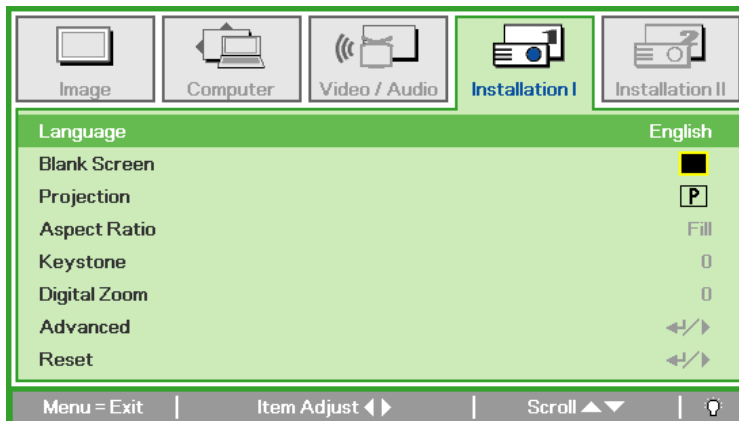 Image Computer Video / Audio Installation I Installation II
Language English
Blank Screen
Projection P
Aspect Ratio Fill
Keystone 0
Digital Zoom 0
Advanced
Reset
Menu = Exit Item Adjust Scroll